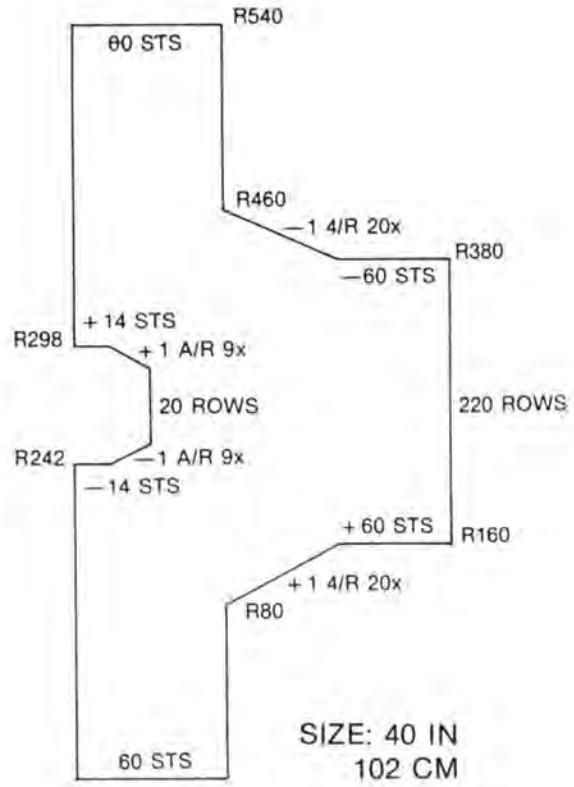 R540
60 STS
R460
−1 4/R 20x
R380
−60 STS
+14 STS
R298
+1 A/R 9x
20 ROWS
220 ROWS
R242
−1 A/R 9x
−14 STS
+60 STS
R160
+1 4/R 20x
R80
60 STS
SIZE: 40 IN
102 CM